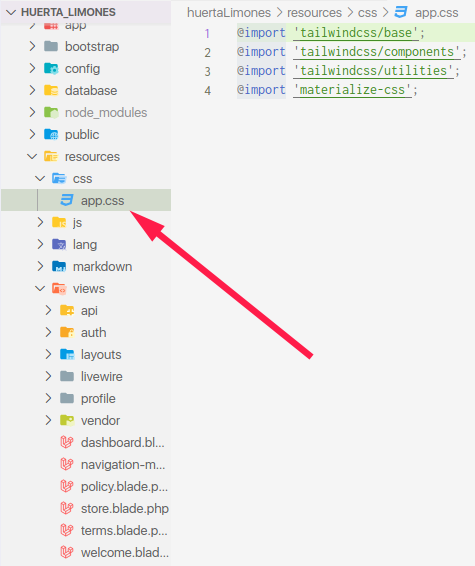 HUERTA_LIMONES
app
bootstrap
config
database
node_modules
public
resources
css
app.css
js
lang
markdown
views
api
auth
layouts
livewire
profile
vendor
dashboard.bl...
navigation-m...
policy.blade.p...
store.blade.php
terms.blade.p...
welcome.blad...
huertaLimones > resources > css > app.css
1 @import 'tailwindcss/base';
2 @import 'tailwindcss/components';
3 @import 'tailwindcss/utilities';
4 @import 'materialize-css';